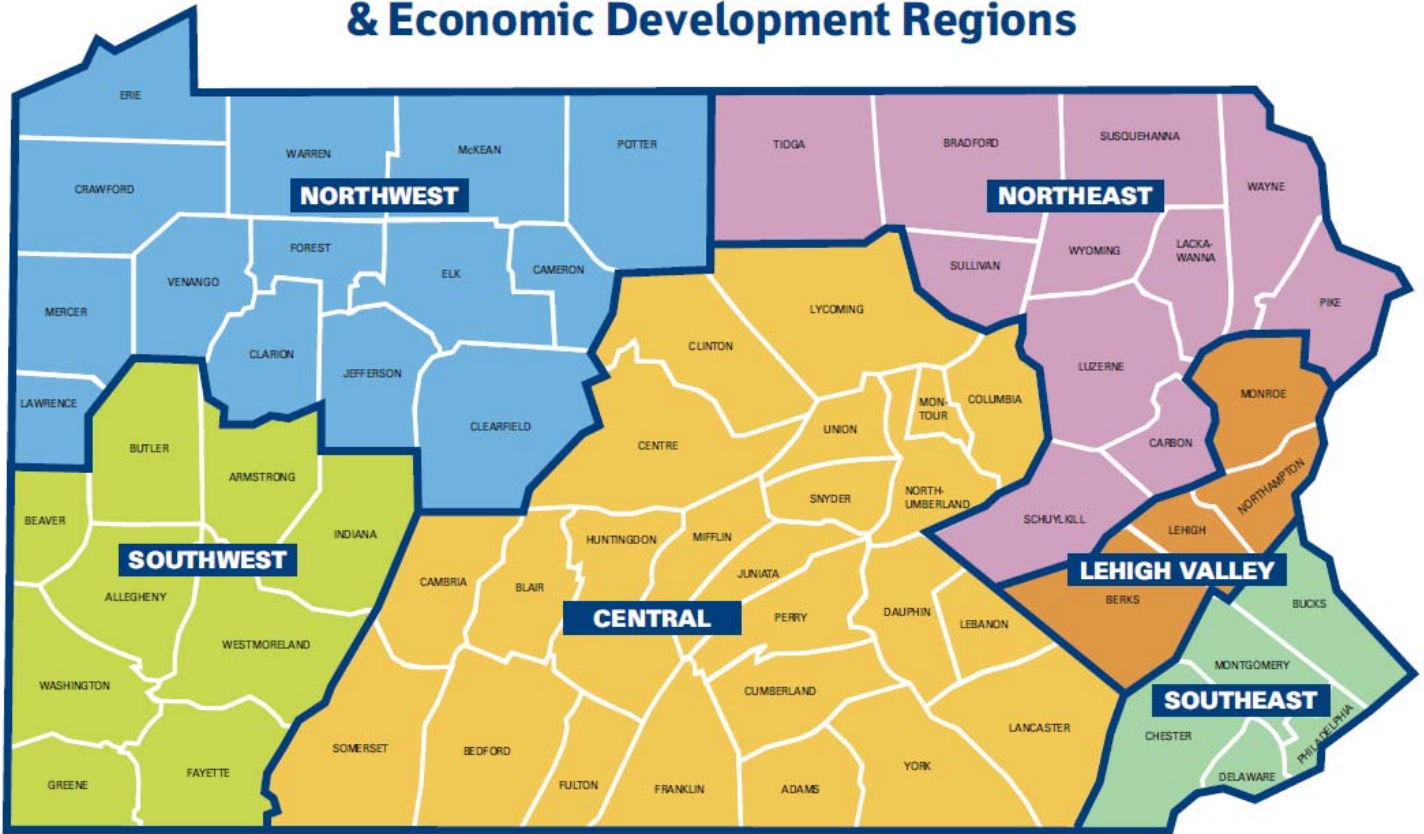 & Economic Development Regions
ERIE
WARREN
McKEAN
POTTER
TIOGA
BRADFORD
SUSQUEHANNA
WAYNE
CRAWFORD
NORTHWEST
NORTHEAST
FOREST
ELK
CAMERON
VENANGO
SULLIVAN
WYOMING
LACKA-
WANNA
PIKE
MERCER
CLARION
JEFFERSON
CLINTON
LYCOMING
LUZERNE
MONROE
LAWRENCE
BUTLER
ARMSTRONG
CLEARFIELD
CENTRE
UNION
MON-
TOUR
COLUMBIA
CARBON
NORTHAMPTON
BEAVER
INDIANA
SNYDER
NORTH-
UMBERLAND
SCHUYLKILL
LEHIGH
SOUTHWEST
HUNTINGDON
MIFFLIN
LEHIGH VALLEY
ALLEGHENY
CAMBRIA
BLAIR
JUNIATA
PERRY
DAUPHIN
LEBANON
BERKS
BUCKS
CENTRAL
WESTMORELAND
MONTGOMERY
WASHINGTON
CUMBERLAND
SOUTHEAST
SOMERSET
BEDFORD
LANCASTER
CHESTER
PHILADELPHIA
GREENE
FAYETTE
FULTON
FRANKLIN
ADAMS
YORK
DELAWARE